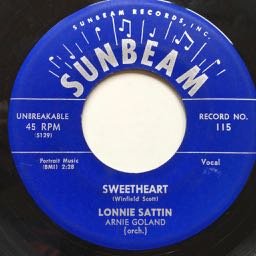 SUNBEAM RECORDS, INC.
SUNBEAM
UNBREAKABLE
45 RPM
(S129)
RECORD NO.
115
Portrait Music
(BMI) 2:28
Vocal
SWEETHEART
(Winfield Scott)
LONNIE SATTIN
ARNIE GOLAND
(orch.)